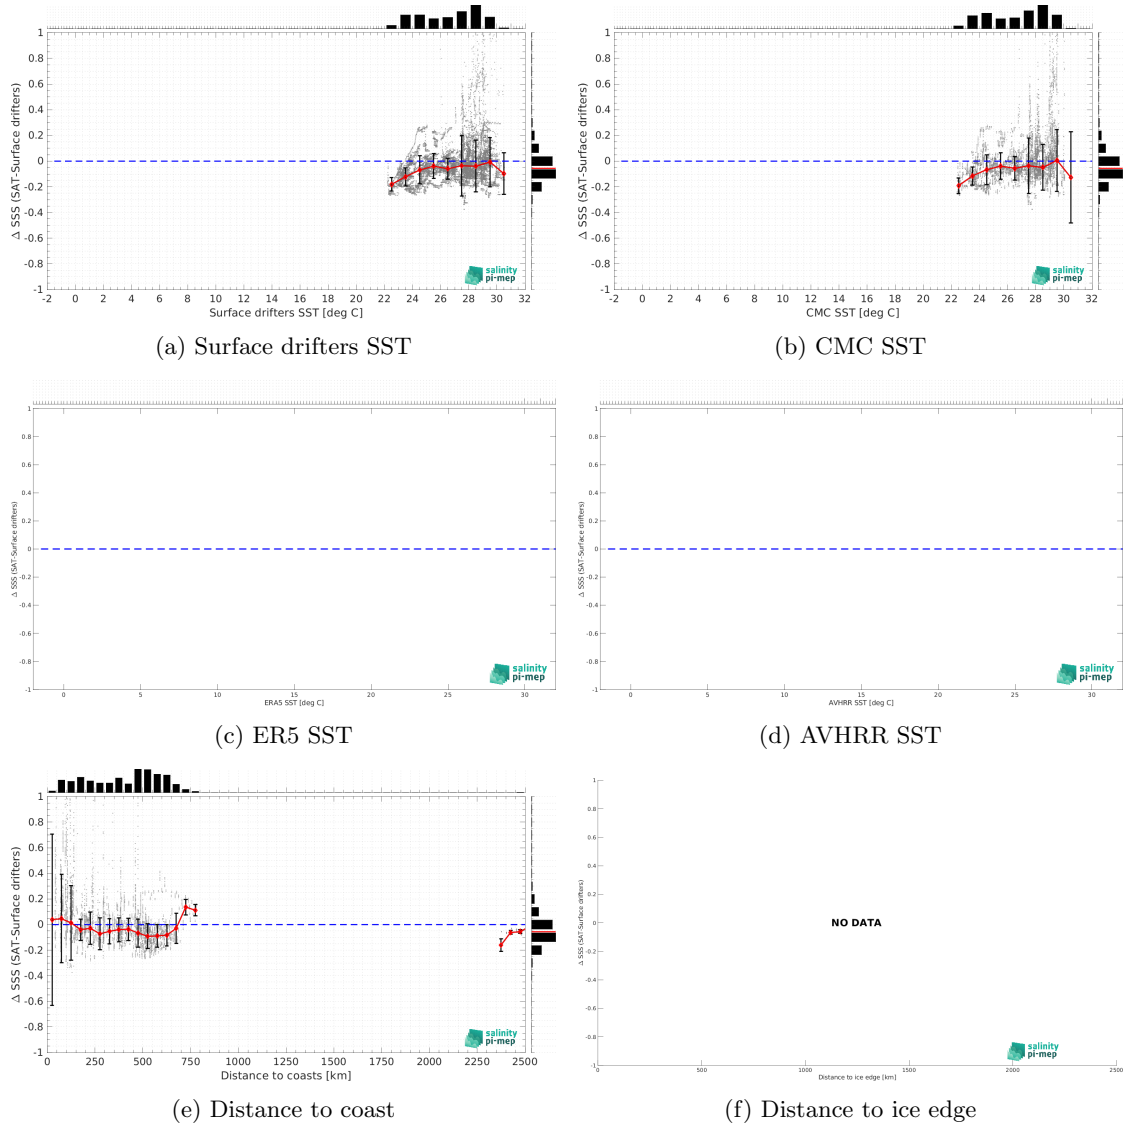 1
0.8
0.6
0.4
0.2
0
-0.2
-0.4
-0.6
-0.8
-1
Δ SSS (SAT-Surface drifters)
-2 0 2 4 6 8 10 12 14 16 18 20 22 24 26 28 30 32
Surface drifters SST [deg C]
salinity
pi-mep
(a) Surface drifters SST
1
0.8
0.6
0.4
0.2
0
-0.2
-0.4
-0.6
-0.8
-1
Δ SSS (SAT-Surface drifters)
-2 0 2 4 6 8 10 12 14 16 18 20 22 24 26 28 30 32
CMC SST [deg C]
salinity
pi-mep
(b) CMC SST
1
0.8
0.6
0.4
0.2
0
-0.2
-0.4
-0.6
-0.8
-1
Δ SSS (SAT-Surface drifters)
0 5 10 15 20 25 30
ERA5 SST [deg C]
salinity
pi-mep
(c) ER5 SST
1
0.8
0.6
0.4
0.2
0
-0.2
-0.4
-0.6
-0.8
-1
Δ SSS (SAT-Surface drifters)
0 5 10 15 20 25 30
AVHRR SST [deg C]
salinity
pi-mep
(d) AVHRR SST
1
0.8
0.6
0.4
0.2
0
-0.2
-0.4
-0.6
-0.8
-1
Δ SSS (SAT-Surface drifters)
0 250 500 750 1000 1250 1500 1750 2000 2250 2500
Distance to coasts [km]
salinity
pi-mep
(e) Distance to coast
1
0.8
0.6
0.4
0.2
0
-0.2
-0.4
-0.6
-0.8
-1
Δ SSS (SAT-Surface drifters)
NO DATA
0 500 1000 1500 2000 2500
Distance to ice edge [km]
salinity
pi-mep
(f) Distance to ice edge